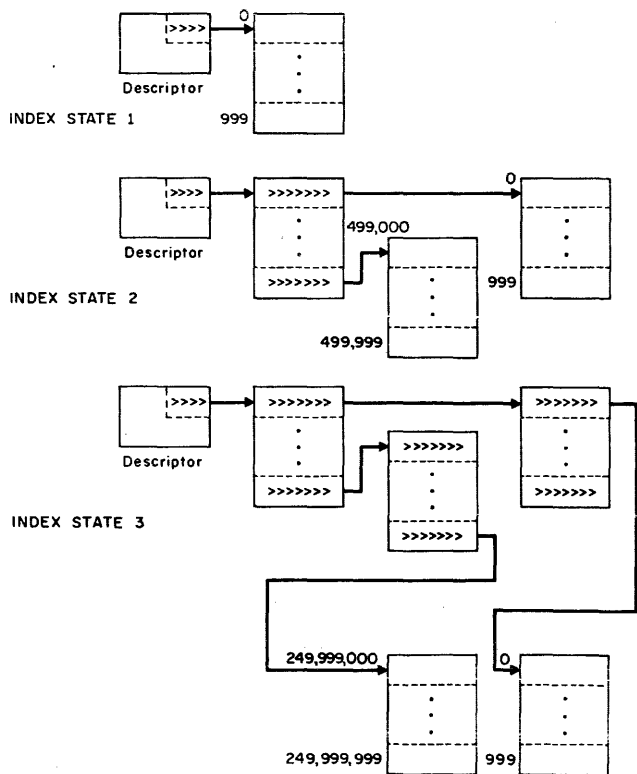 >>>> 0
Descriptor
INDEX STATE 1 999
>>>> >>>>>>> 0
499,000
Descriptor
>>>>>>> 999
INDEX STATE 2
499,999
>>>> >>>>>>> >>>>>>>
>>>>>>>
Descriptor
>>>>>>> >>>>>>>
INDEX STATE 3
>>>>>>>
249,999,000 0
249,999,999 999